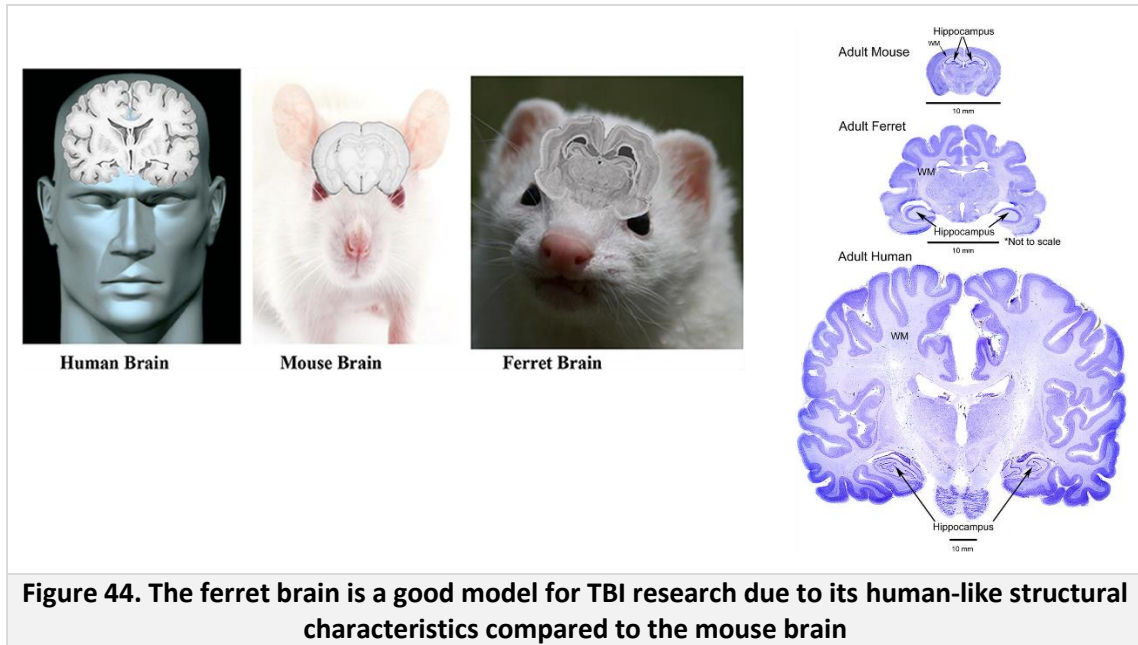 Human Brain
Mouse Brain
Ferret Brain
Hippocampus
WM
Adult Mouse
10 mm
Adult Ferret
WM
Hippocampus
*Not to scale
10 mm
Adult Human
WM
Hippocampus
10 mm
Figure 44. The ferret brain is a good model for TBI research due to its human-like structural
characteristics compared to the mouse brain